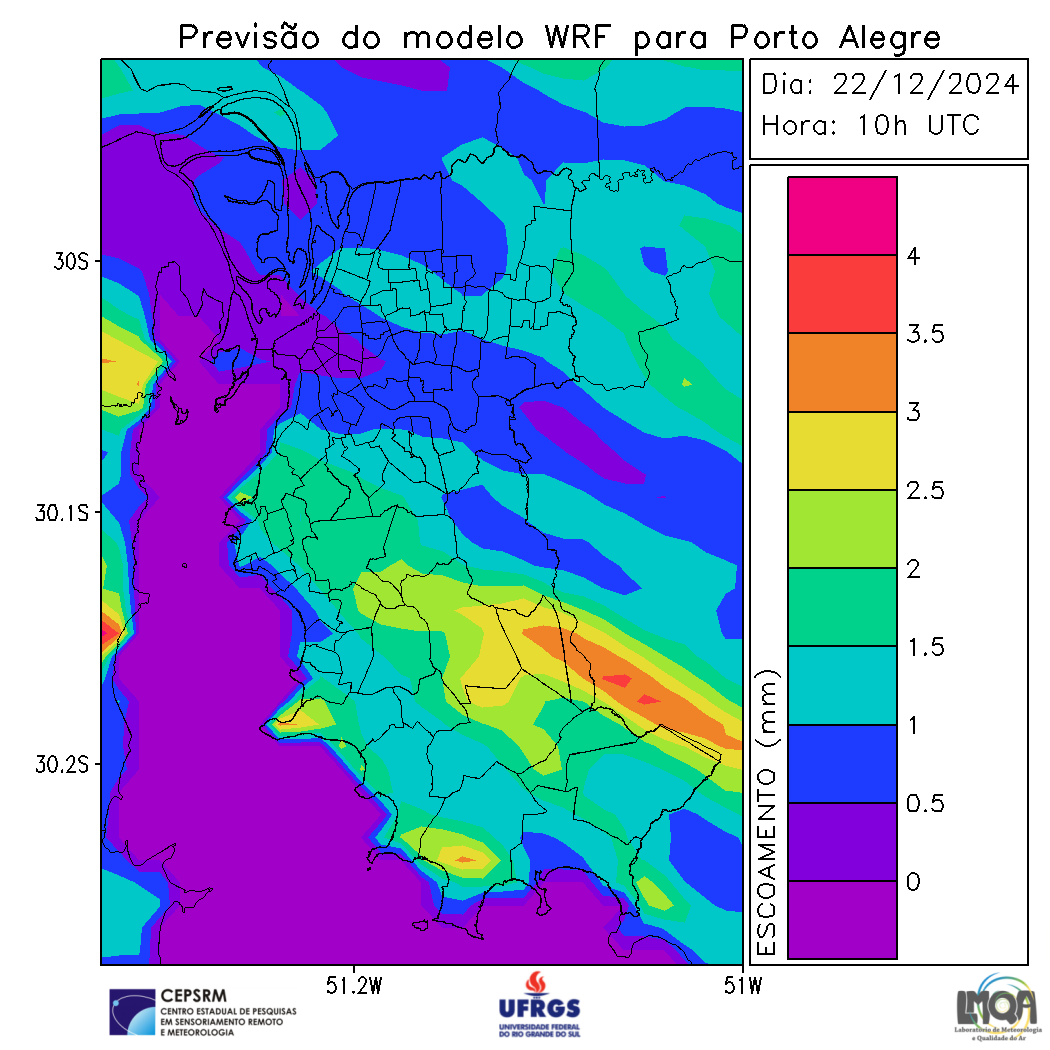 Previsão do modelo WRF para Porto Alegre
Dia: 22/12/2024
Hora: 10h UTC
30S
30.1S
30.2S
51.2W
51W
ESCOAMENTO (mm)
4
3.5
3
2.5
2
1.5
1
0.5
0
CEPSRM
CENTRO ESTADUAL DE PESQUISAS
EM SENSORIAMENTO REMOTO
E METEOROLOGIA
UFRGS
UNIVERSIDADE FEDERAL
DO RIO GRANDE DO SUL
LMQA
Laboratório de Meteorologia
e Qualidade do Ar